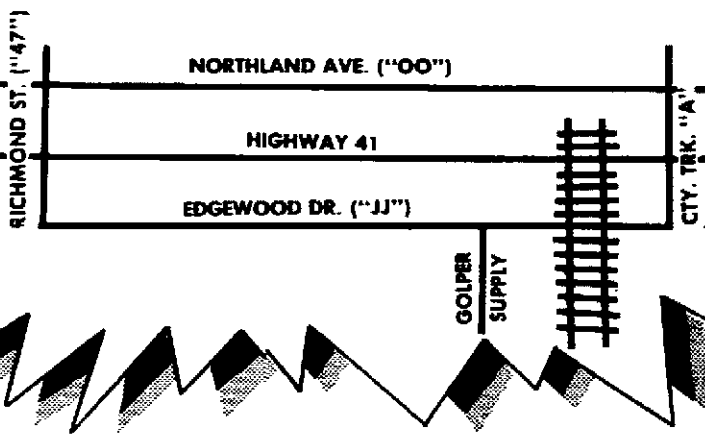 NORTHLAND AVE. ("OO")
RICHMOND ST. ("47")
HIGHWAY 41
CTY. TRK. "A"
EDGEWOOD DR. ("JJ")
GOLPER
SUPPLY